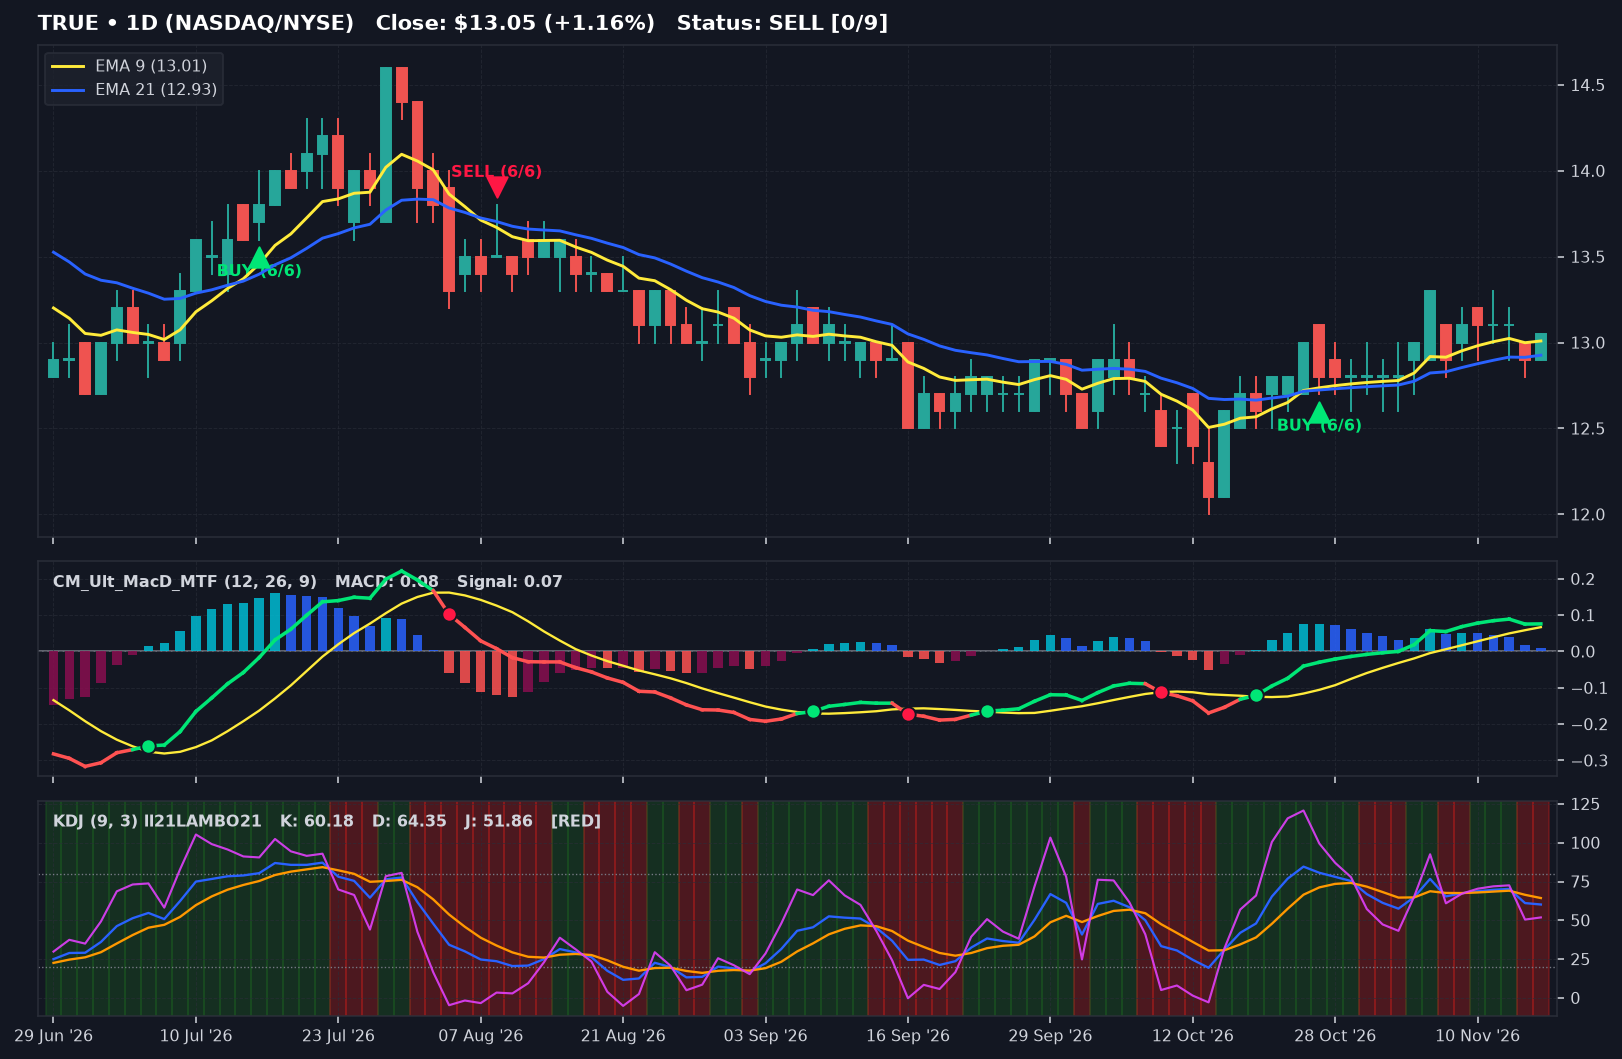 TRUE • 1D (NASDAQ/NYSE)   Close: $13.05 (+1.16%)   Status: SELL [0/9]
EMA 9 (13.01)
EMA 21 (12.93)
SELL (6/6)
BUY (6/6)
BUY (6/6)
14.5
14.0
13.5
13.0
12.5
12.0
CM_Ult_MacD_MTF (12, 26, 9)   MACD: 0.08   Signal: 0.07
0.2
0.1
0.0
−0.1
−0.2
−0.3
KDJ (9, 3) II21LAMBO21   K: 60.18   D: 64.35   J: 51.86   [RED]
125
100
75
50
25
0
29 Jun '26
10 Jul '26
23 Jul '26
07 Aug '26
21 Aug '26
03 Sep '26
16 Sep '26
29 Sep '26
12 Oct '26
28 Oct '26
10 Nov '26